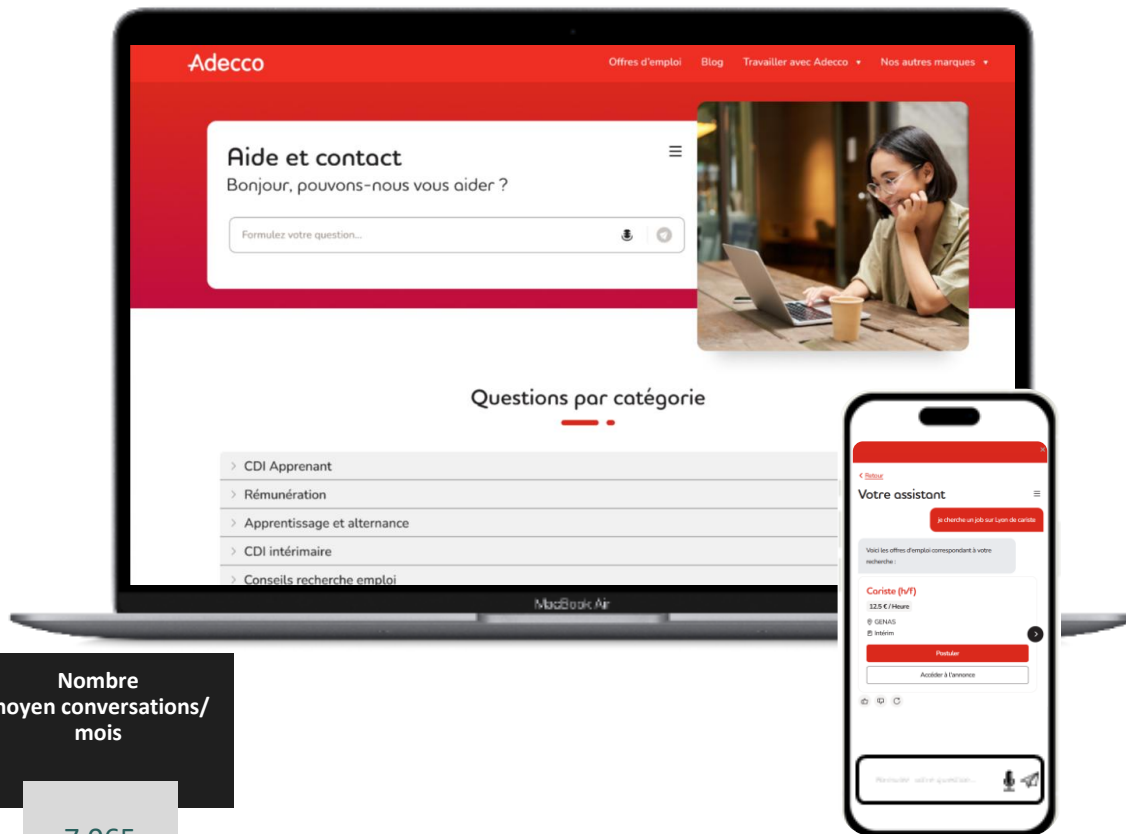 Adecco
Offres d'emploi Blog Travailler avec Adecco Nos autres marques
Aide et contact
Bonjour, pouvons-nous vous aider ?
Formulez votre question...
Questions par catégorie
CDI Apprenant
Rémunération
Apprentissage et alternance
CDI intérimaire
Conseils recherche emploi
MacBook Air
Retour
Votre assistant
je cherche un job sur Lyon de cariste
Voici les offres d'emploi correspondant à votre
recherche :
Cariste (h/f)
12.5 € / Heure
GENAS
Intérim
Postuler
Accéder à l'annonce
Formulez votre question...
Nombre
moyen conversations/
mois